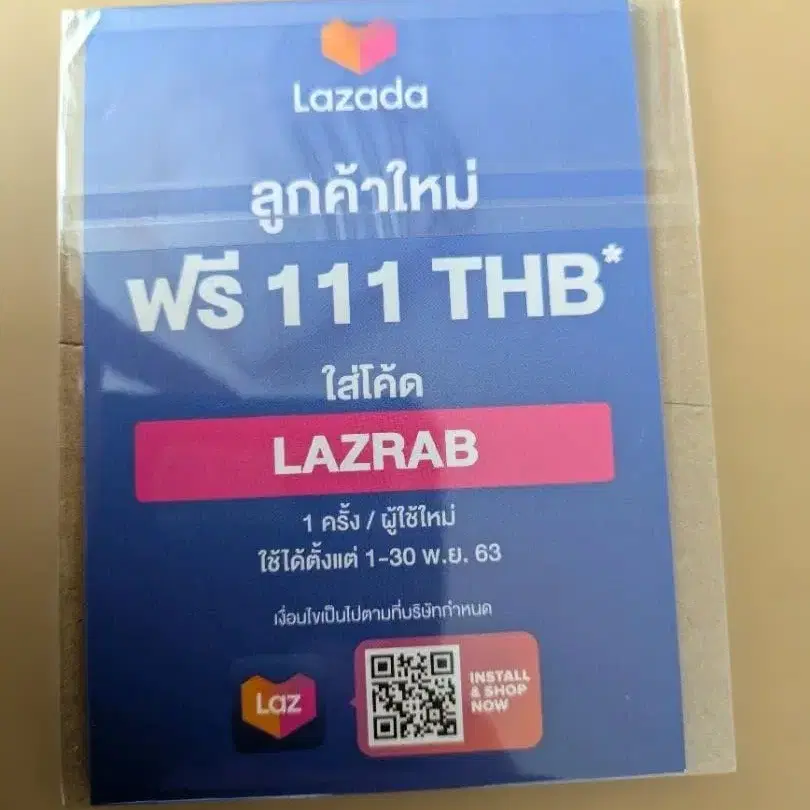 Lazada
ลูกค้าใหม่
ฟรี 111 THB*
ใส่โค้ด
LAZRAB
1 ครั้ง / ผู้ใช้ใหม่
ใช้ได้ตั้งแต่ 1-30 พ.ย. 63
เงื่อนไขเป็นไปตามที่บริษัทกำหนด
Laz
INSTALL
& SHOP
NOW